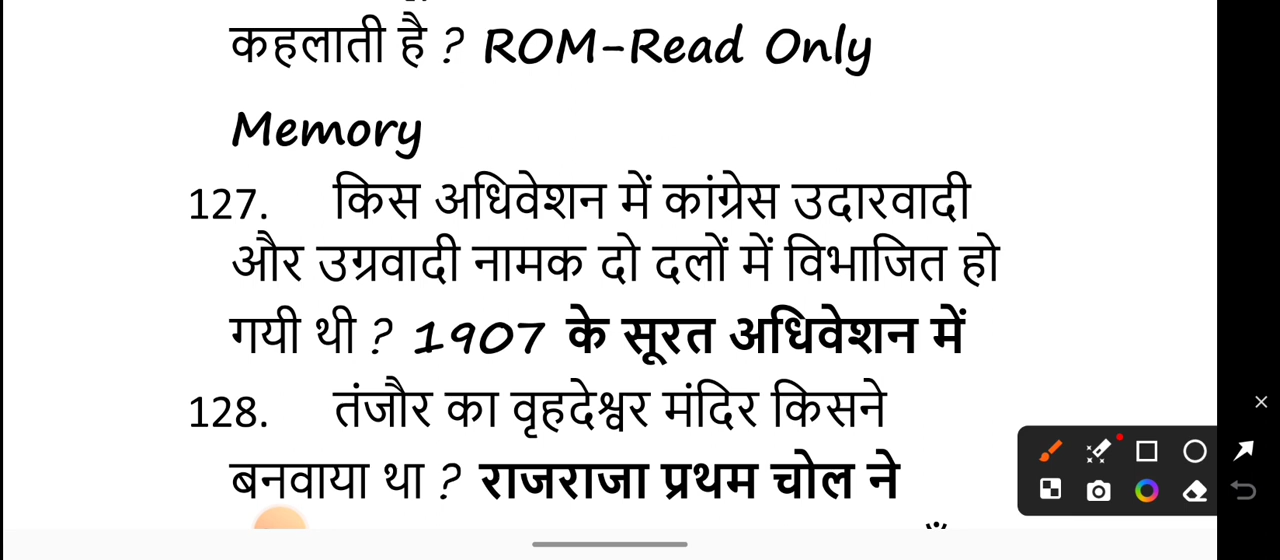 कहलाती है ? ROM-Read Only
Memory
127. किस अधिवेशन में कांग्रेस उदारवादी
और उग्रवादी नामक दो दलों में विभाजित हो
गयी थी ? 1907 के सूरत अधिवेशन में
128. तंजौर का वृहदेश्वर मंदिर किसने
बनवाया था ? राजराजा प्रथम चोल ने